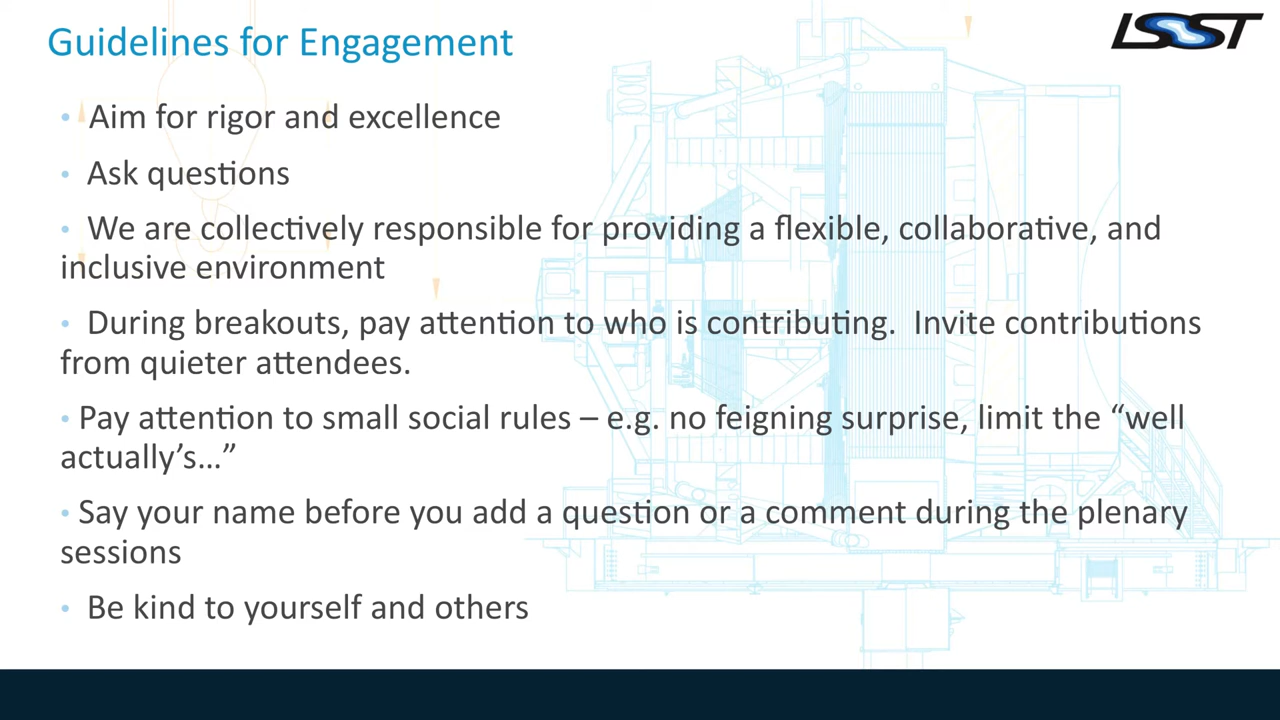 Guidelines for Engagement
LSST
• Aim for rigor and excellence
• Ask questions
• We are collectively responsible for providing a flexible, collaborative, and
inclusive environment
• During breakouts, pay attention to who is contributing.  Invite contributions
from quieter attendees.
• Pay attention to small social rules – e.g. no feigning surprise, limit the “well
actually’s…”
• Say your name before you add a question or a comment during the plenary
sessions
• Be kind to yourself and others